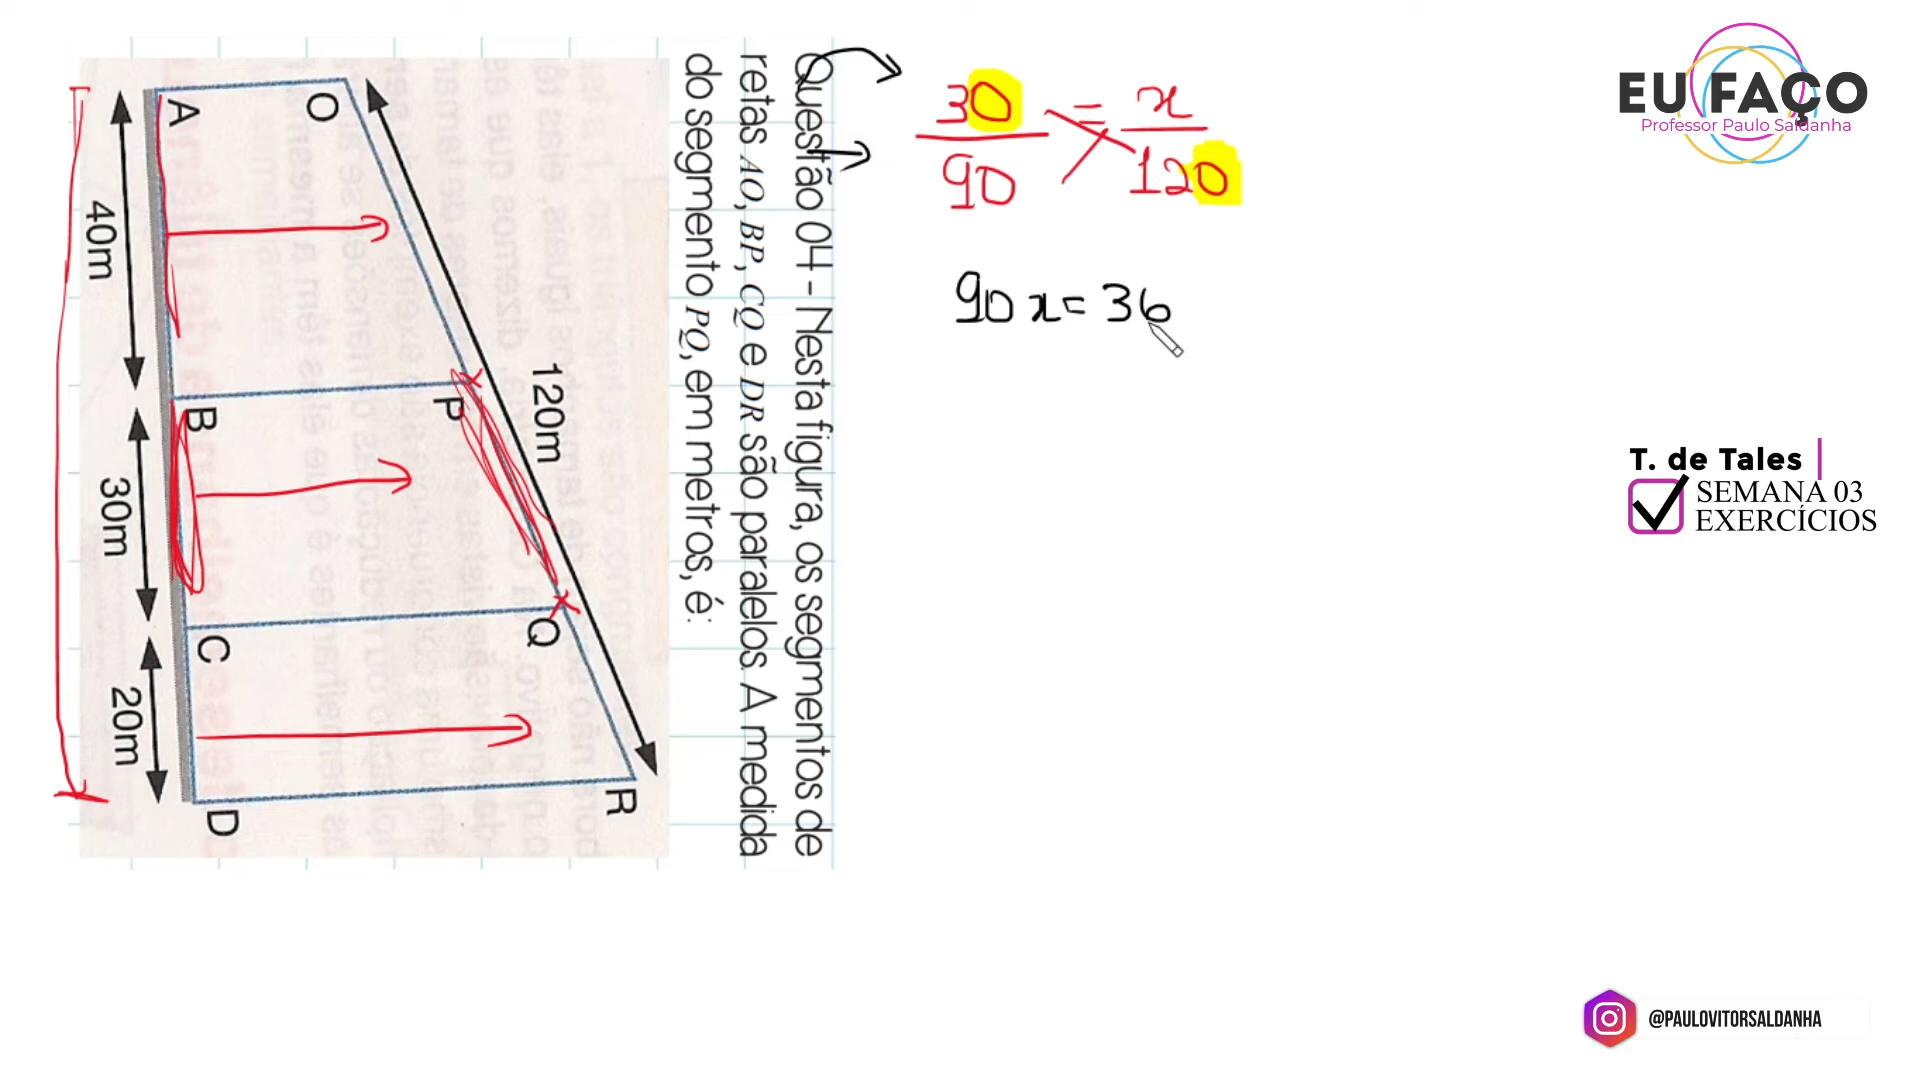 Questão 04 - Nesta figura, os segmentos de
retas AO, BP, CQ e DR são paralelos. A medida
do segmento PQ, em metros, é:
O
A
P
B
Q
C
R
D
120m
40m
30m
20m
30 = x
90 120
90x = 36
EU FAÇO
Professor Paulo Saldanha
T. de Tales |
SEMANA 03
EXERCÍCIOS
@PAULOVITORSALDANHA